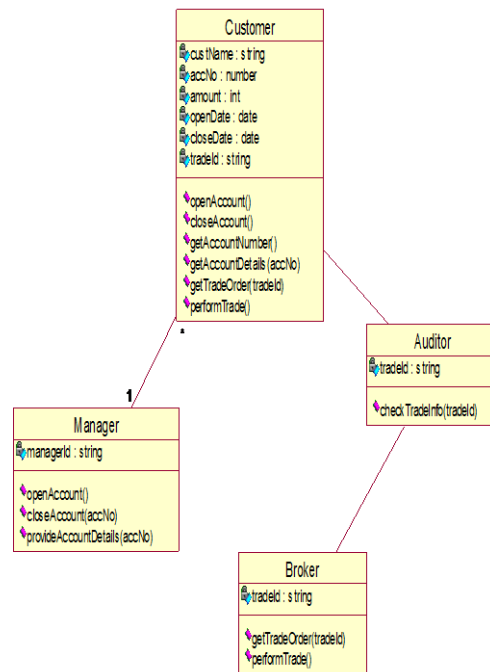 Customer
custName : string
accNo : number
amount : int
openDate : date
closeDate : date
tradeId : string
openAccount()
closeAccount()
getAccountNumber()
getAccountDetails(accNo)
getTradeOrder(tradeId)
performTrade()
*
1
Auditor
tradeId : string
checkTradeInfo(tradeId)
Manager
managerId : string
openAccount()
closeAccount(accNo)
provideAccountDetails(accNo)
Broker
tradeId : string
getTradeOrder(tradeId)
performTrade()